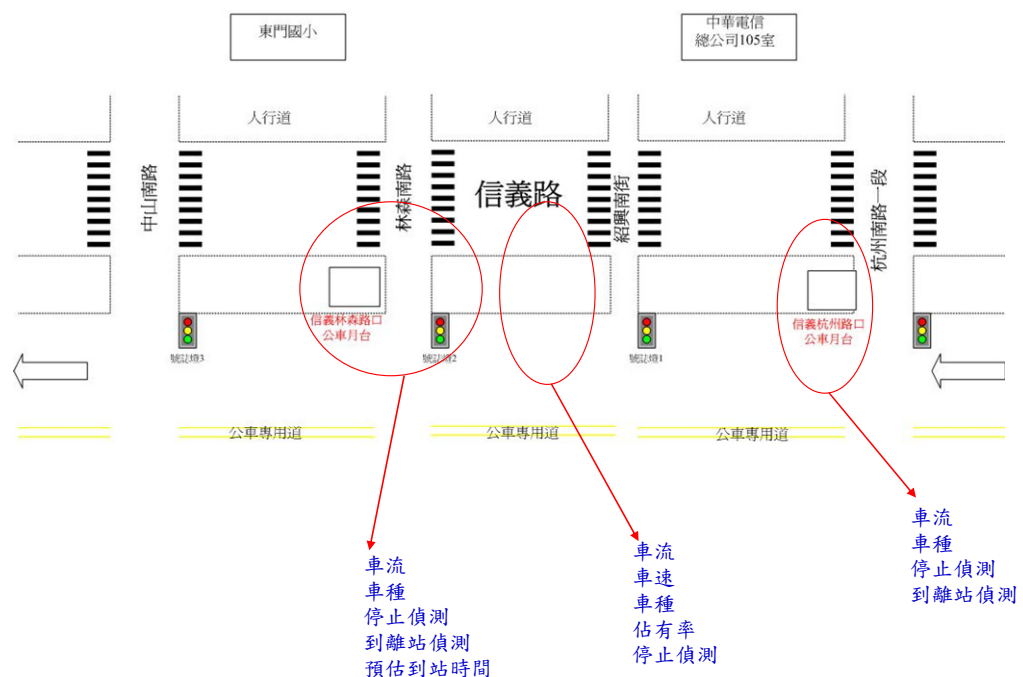 東門國小
中華電信
總公司105室
人行道
人行道
人行道
中山南路
林森南路
信義路
紹興南街
杭州南路一段
信義林森路口
公車月台
信義杭州路口
公車月台
號誌燈3
號誌燈2
號誌燈1
公車專用道
公車專用道
公車專用道
車流
車種
停止偵測
到離站偵測
預估到站時間
車流
車速
車種
佔有率
停止偵測
車流
車種
停止偵測
到離站偵測